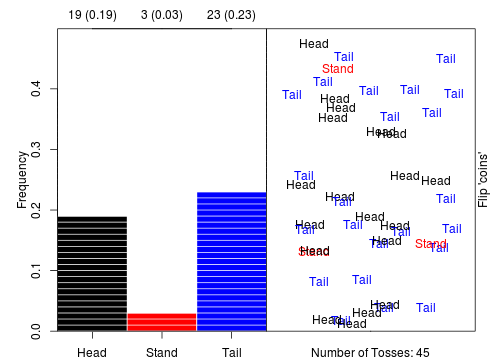 19 (0.19) 3 (0.03) 23 (0.23)
Frequency
0.4
0.3
0.2
0.1
0.0
Head Stand Tail
Head
Tail
Tail
Stand
Tail
Tail
Tail
Tail
Tail
Head
Head
Tail
Head
Tail
Head
Head
Tail
Head
Head
Head
Head
Tail
Tail
Head
Head
Tail
Head
Tail
Tail
Tail
Head
Tail
Stand
Tail
Stand
Head
Tail
Tail
Head
Tail
Tail
Head
Head
Tail
Head
Number of Tosses: 45
Flip 'coins'